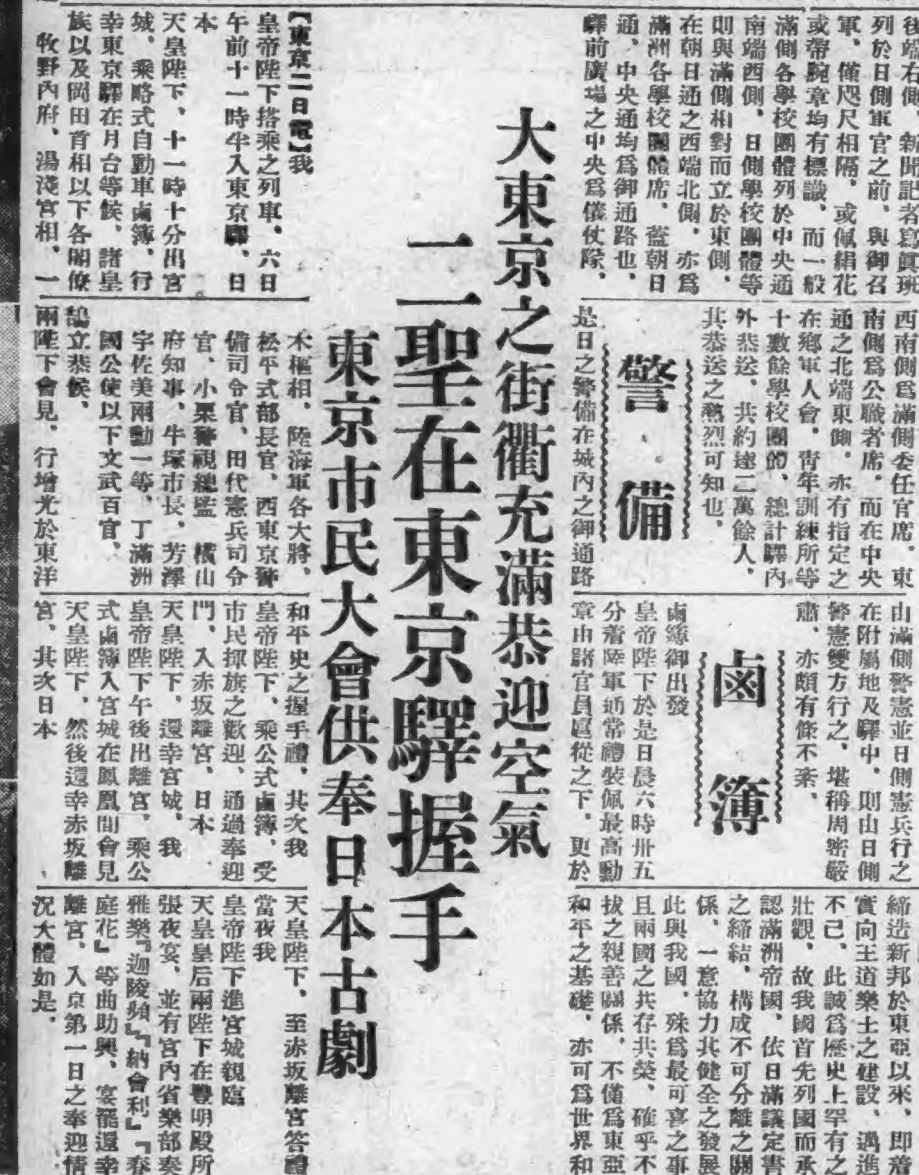 後端右側、新聞記者寫眞班
列於日側軍官之前、與御召
軍、僅咫尺相隔、或佩絹花
或帶腕章均有標識、而一般
滿側各學校團體列於中央通
南端西側、日側學校團體等
則與滿側相對而立於東側、
在朝日通之西端北側、亦爲
滿洲各學校團體席、蓋朝日
通、中央通均爲御通路也、
驛前廣場之中央爲儀仗隊、
西南側爲滿側委任官席、東
南側爲公職者席、而在中央
通之北端東側、亦有指定之
在鄉軍人會、靑年訓練所等
十數餘學校團的、總計驛內
外恭送、共約達二萬餘人、
其恭送之熱烈可知也、
警備
是日之警備在城內之御通路
由滿側警憲並日側憲兵行之
在附屬地及驛中、則由日側
警憲雙方行之、堪稱周密嚴
肅、亦頗有條不紊、
鹵簿
鹵簿御出發
皇帝陛下於是日晨六時卅五
分着陸軍通常禮裝佩最高勳
章由諸官員扈從之下、更於
締造新邦於東亞以來、即着
實向王道樂土之建設、邁進
不已、此誠爲歷史上罕有之
壯觀、故我國首先列國而承
認滿洲帝國、依日滿議定書
之締結、構成不可分離之關
係、一意協力其健全之發展
此與我國、殊爲最可喜之事
且兩國之共存共榮、確乎不
拔之親善關係、不僅爲東亞
和平之基礎、亦可爲世界和
大東京之街衢充滿恭迎空氣
二聖在東京驛握手
東京市民大會供奉日本古劇
【東京二日電】我
皇帝陛下搭乘之列車、六日
午前十一時半入東京驛、日
本
天皇陛下、十一時十分出宮
城、乘略式自動車鹵簿、行
幸東京驛在月台等候、諸皇
族以及岡田首相以下各閣僚
牧野內府、湯淺宮相、一
木樞相、陸海軍各大將、
松平式部長官、西東京警
備司令官、田代憲兵司令
官、小栗警視總監 橫山
府知事、牛塚市長、芳澤
宇佐美兩勳一等、丁滿洲
國公使以下文武百官、
鵠立恭候、
兩陛下會見、行增光於東洋
和平史之握手禮、其次我
皇帝陛下、乘公式鹵簿、受
市民揮旗之歡迎、通過奉迎
門、入赤坂離宮、日本
天皇陛下、還幸宮城、我
皇帝陛下午後出離宮、乘公
式鹵簿入宮城在鳳凰間會見
天皇陛下、然後還幸赤坂離
宮、其次日本
天皇陛下、至赤坂離宮答禮
當夜我
皇帝陛下進宮城親臨
天皇皇后兩陛下在豐明殿所
張夜宴、並有宮內省樂部奏
雅樂『迦陵頻』『納會利』『春
庭花』等曲助興、宴罷還幸
離宮、入京第一日之奉迎情
況大體如是、